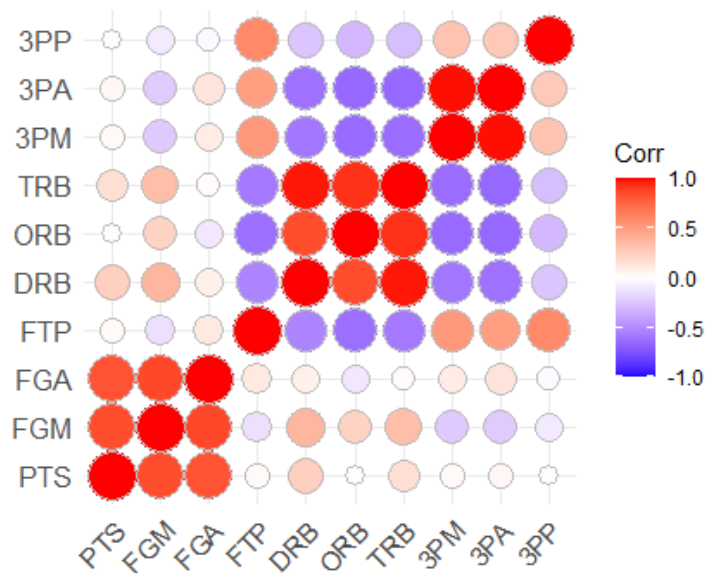 3PP
3PA
3PM
TRB
ORB
DRB
FTP
FGA
FGM
PTS
PTS FGM FGA FTP DRB ORB TRB 3PM 3PA 3PP
Corr
1.0
0.5
0.0
-0.5
-1.0